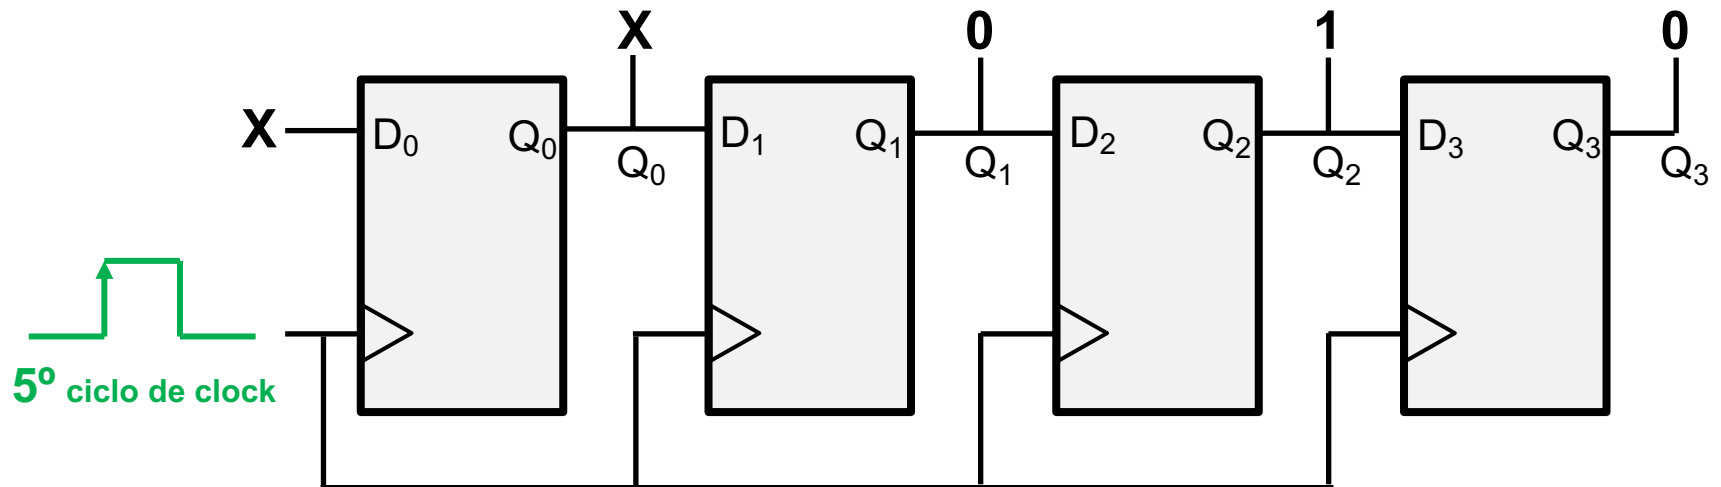 X 0 1 0
X D₀ Q₀ D₁ Q₁ D₂ Q₂ D₃ Q₃
Q₀ Q₁ Q₂ Q₃
5º ciclo de clock